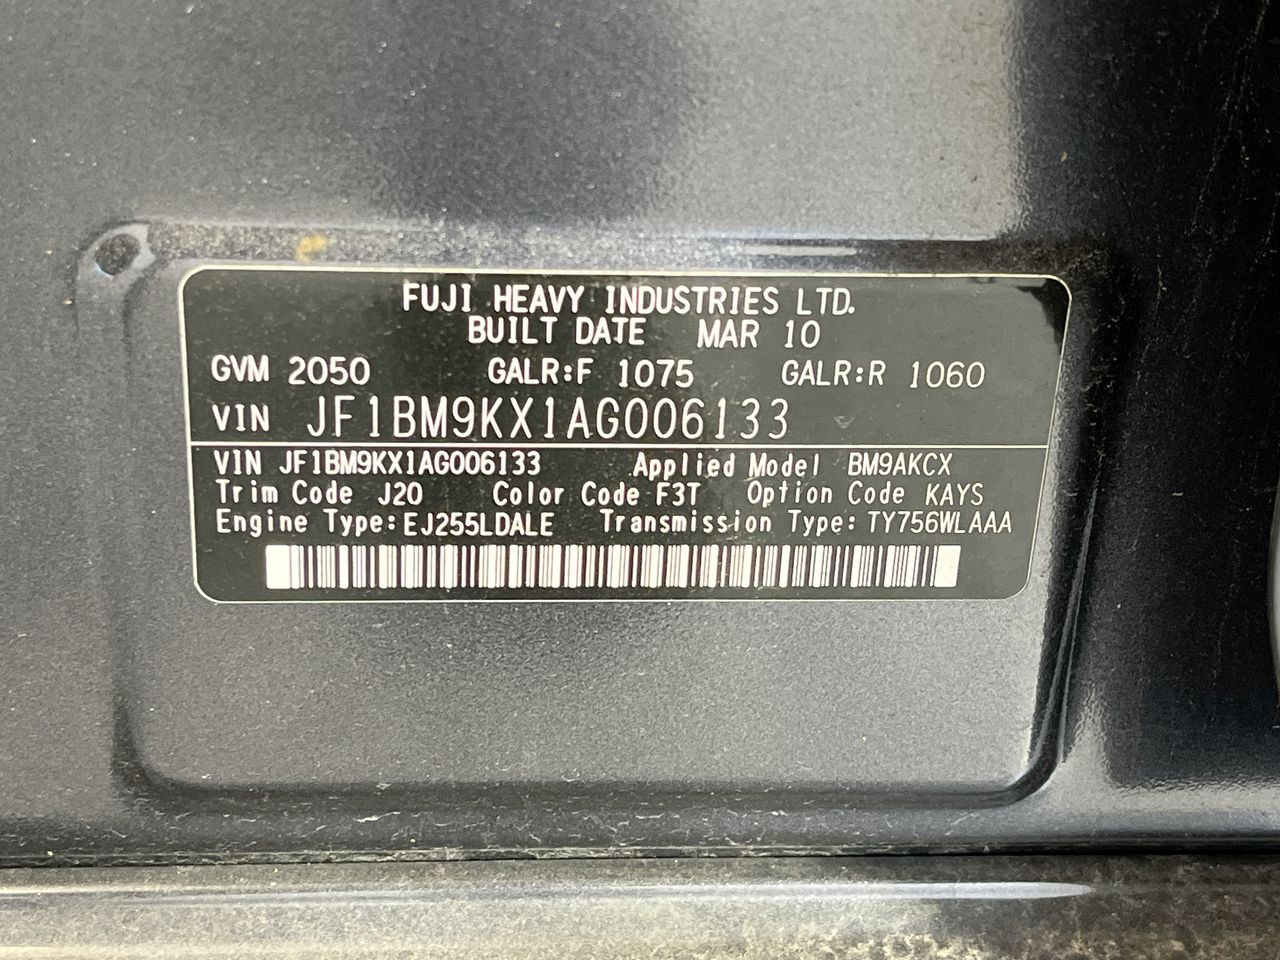 FUJI HEAVY INDUSTRIES LTD.
BUILT DATE MAR 10
GVM 2050 GALR:F 1075 GALR:R 1060
VIN JF1BM9KX1AG006133
VIN JF1BM9KX1AG006133 Applied Model BM9AKCX
Trim Code J20 Color Code F3T Option Code KAYS
Engine Type: EJ255LDALE Transmission Type: TY756WLAAA